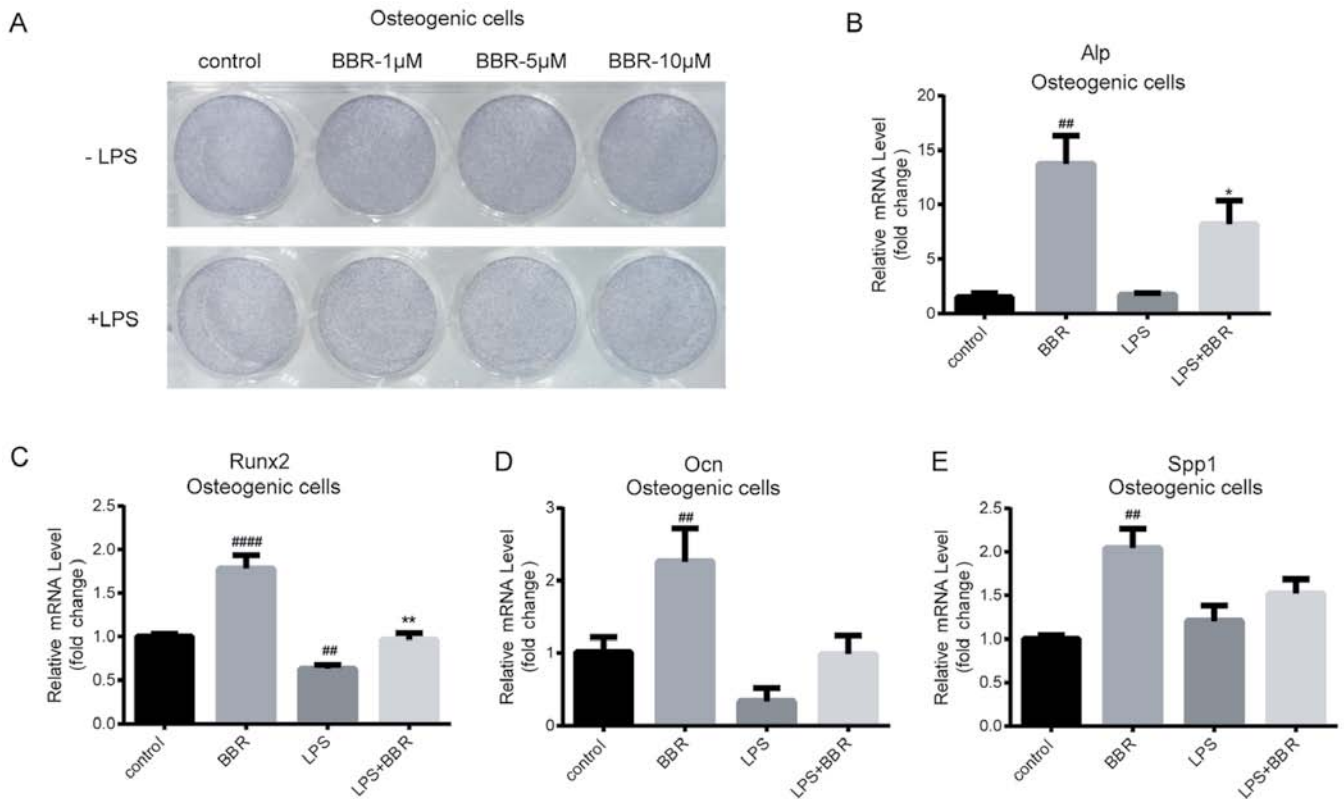 A
Osteogenic cells
control BBR-1μM BBR-5μM BBR-10μM
- LPS
+LPS
B
Alp
Osteogenic cells
Relative mRNA Level
(fold change)
20
15
10
5
0
##
*
control BBR LPS LPS+BBR
C
Runx2
Osteogenic cells
Relative mRNA Level
(fold change)
2.5
2.0
1.5
1.0
0.5
0.0
####
##
**
control BBR LPS LPS+BBR
D
Ocn
Osteogenic cells
Relative mRNA Level
(fold change)
3
2
1
0
##
control BBR LPS LPS+BBR
E
Spp1
Osteogenic cells
Relative mRNA Level
(fold change)
2.5
2.0
1.5
1.0
0.5
0.0
##
control BBR LPS LPS+BBR